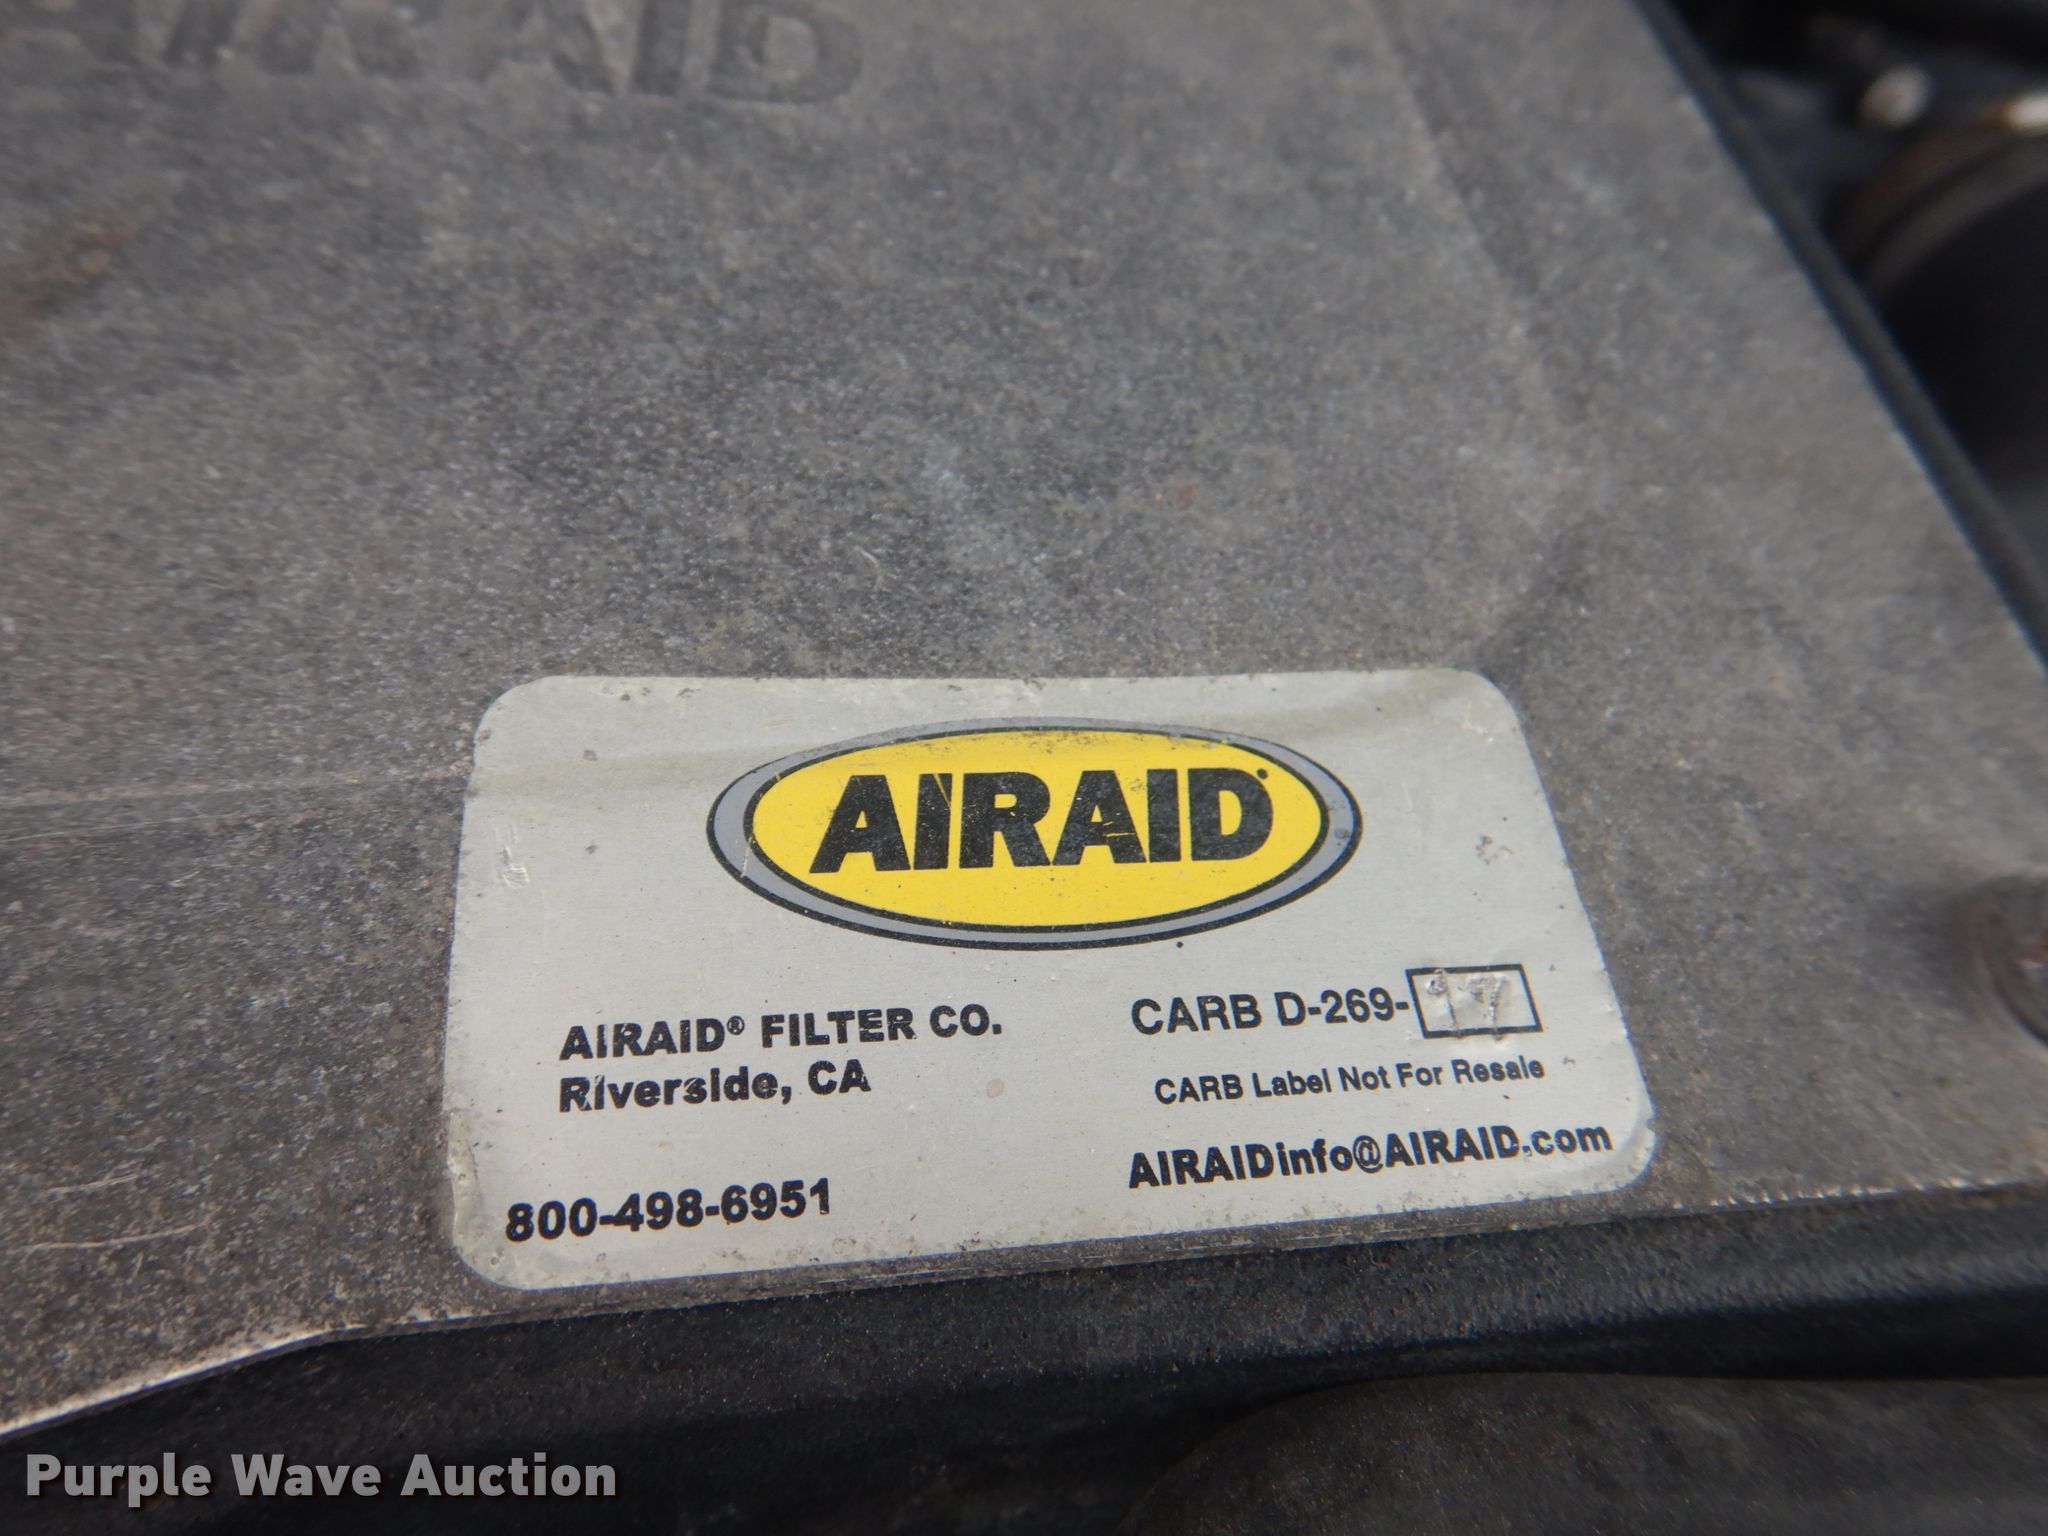 AIRAID
AIRAID
AIRAID® FILTER CO.
Riverside, CA
800-498-6951
CARB D-269-17
CARB Label Not For Resale
AIRAIDinfo@AIRAID.com
Purple Wave Auction